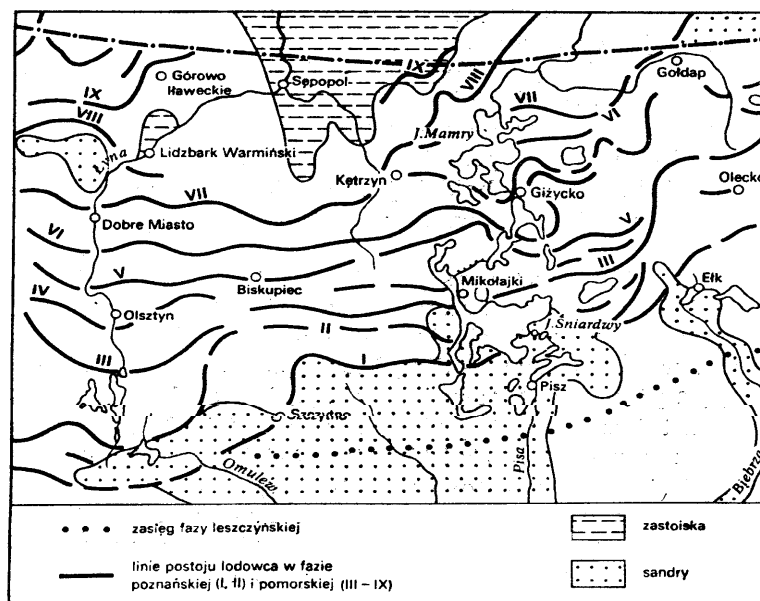 IX
Górowo
Iławeckie
Sępopol
IX
VIII
Gołdap
VIII
Łyna
Lidzbark Warmiński
J. Mamry
VII
VI
Kętrzyn
Giżycko
Olecko
VII
Dobre Miasto
VI
V
V
Biskupiec
III
Ełk
IV
Mikołajki
Olsztyn
II
J. Śniardwy
III
I
Pisz
Omulew
Pisa
Biebrza
zasięg fazy leszczyńskiej
zastoiska
linie postoju lodowca w fazie
poznańskiej (I, II) i pomorskiej (III – IX)
sandry